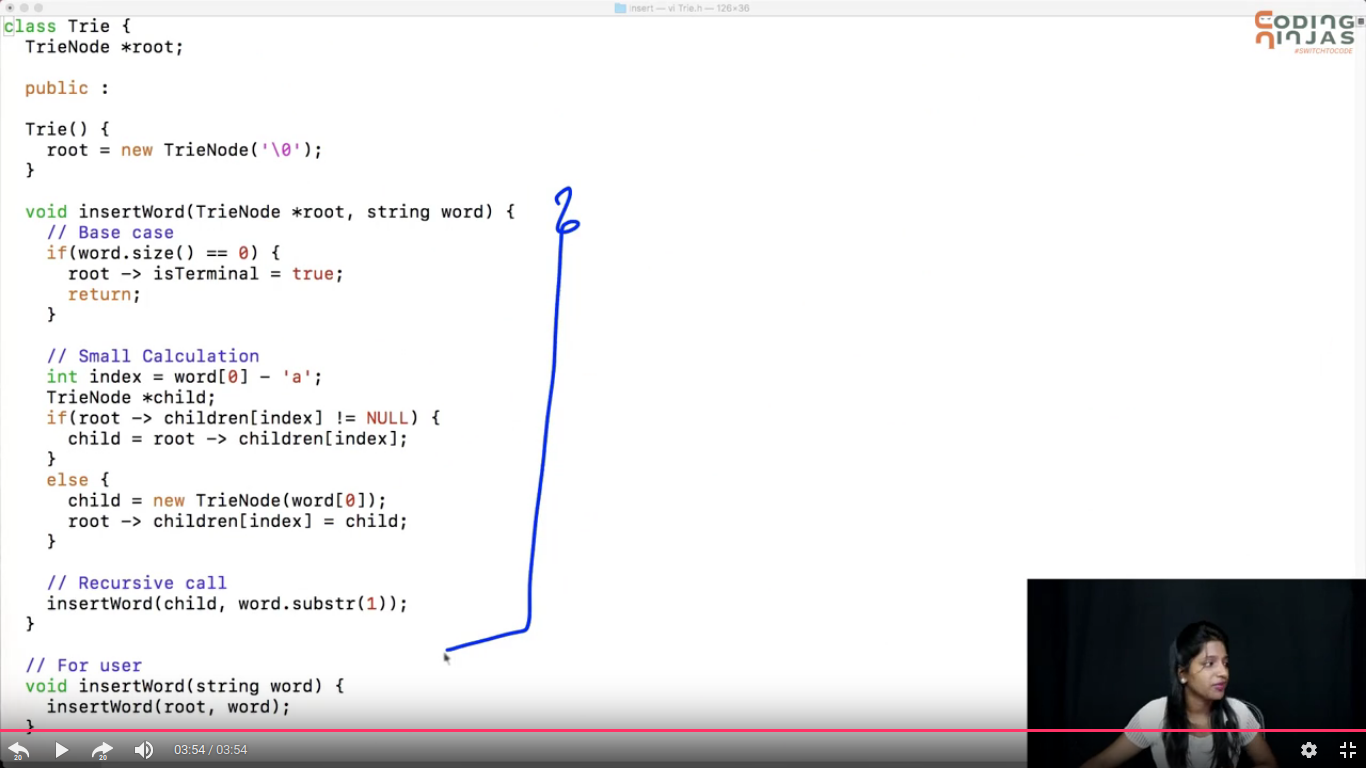 insert — vi Trie.h — 126×36
CODING
NINJAS
#SWITCHTOCODE
class Trie {
TrieNode *root;
public :
Trie() {
root = new TrieNode('\0');
}
void insertWord(TrieNode *root, string word) {
// Base case
if(word.size() == 0) {
root -> isTerminal = true;
return;
}
// Small Calculation
int index = word[0] - 'a';
TrieNode *child;
if(root -> children[index] != NULL) {
child = root -> children[index];
}
else {
child = new TrieNode(word[0]);
root -> children[index] = child;
}
// Recursive call
insertWord(child, word.substr(1));
}
// For user
void insertWord(string word) {
insertWord(root, word);
}
20
20
03:54 / 03:54